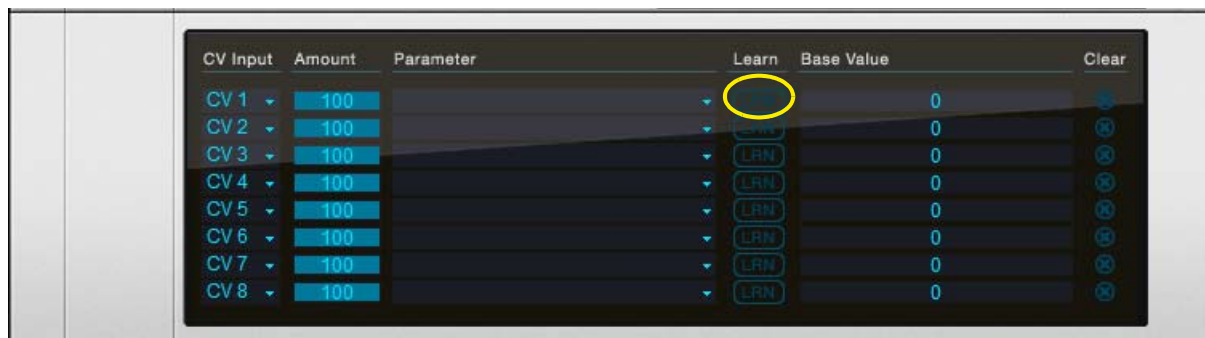 CV Input Amount Parameter Learn Base Value Clear
CV 1 100 0
CV 2 100 LRN 0
CV 3 100 LRN 0
CV 4 100 LRN 0
CV 5 100 LRN 0
CV 6 100 LRN 0
CV 7 100 LRN 0
CV 8 100 LRN 0